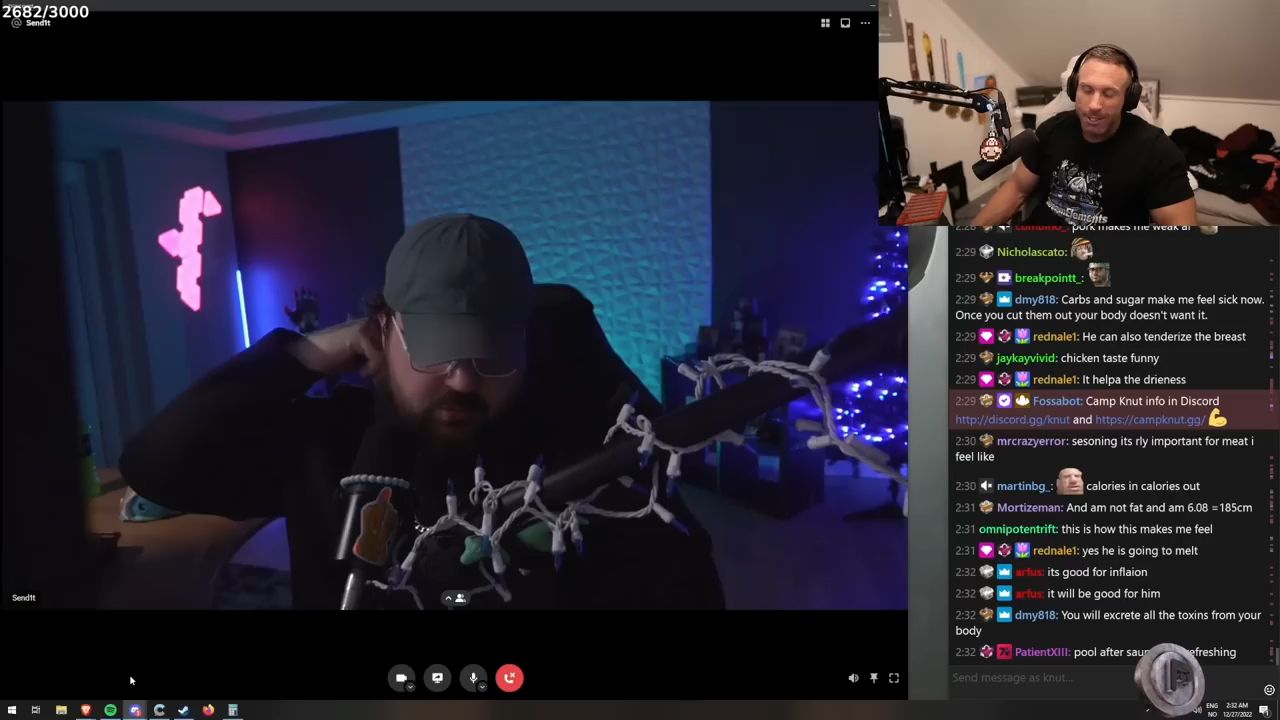 2682/3000
@ Send1t
Nicholascato:
2:29
breakpointt_:
2:29
2:29 dmy818: Carbs and sugar make me feel sick now.
Once you cut them out your body doesn't want it.
2:29 rednale1: He can also tenderize the breast
2:29 jaykayvivid: chicken taste funny
2:29 rednale1: It helpa the drieness
2:29 Fossabot: Camp Knut info in Discord
http://discord.gg/knut and https://campknut.gg/
2:30 mrcrazyerror: sesoning its rly important for meat i
feel like
2:30 martinbg_: calories in calories out
2:31 Mortizeman: And am not fat and am 6.08 =185cm
2:31 omnipotentrift: this is how this makes me feel
2:31 rednale1: yes he is going to melt
2:32 arfus: its good for inflaion
2:32 arfus: it will be good for him
2:32 dmy818: You will excrete all the toxins from your
body
2:32 PatientXIII: pool after
Send message as knut...
Send1t
ENG
NO
2:32 AM
12/27/2022